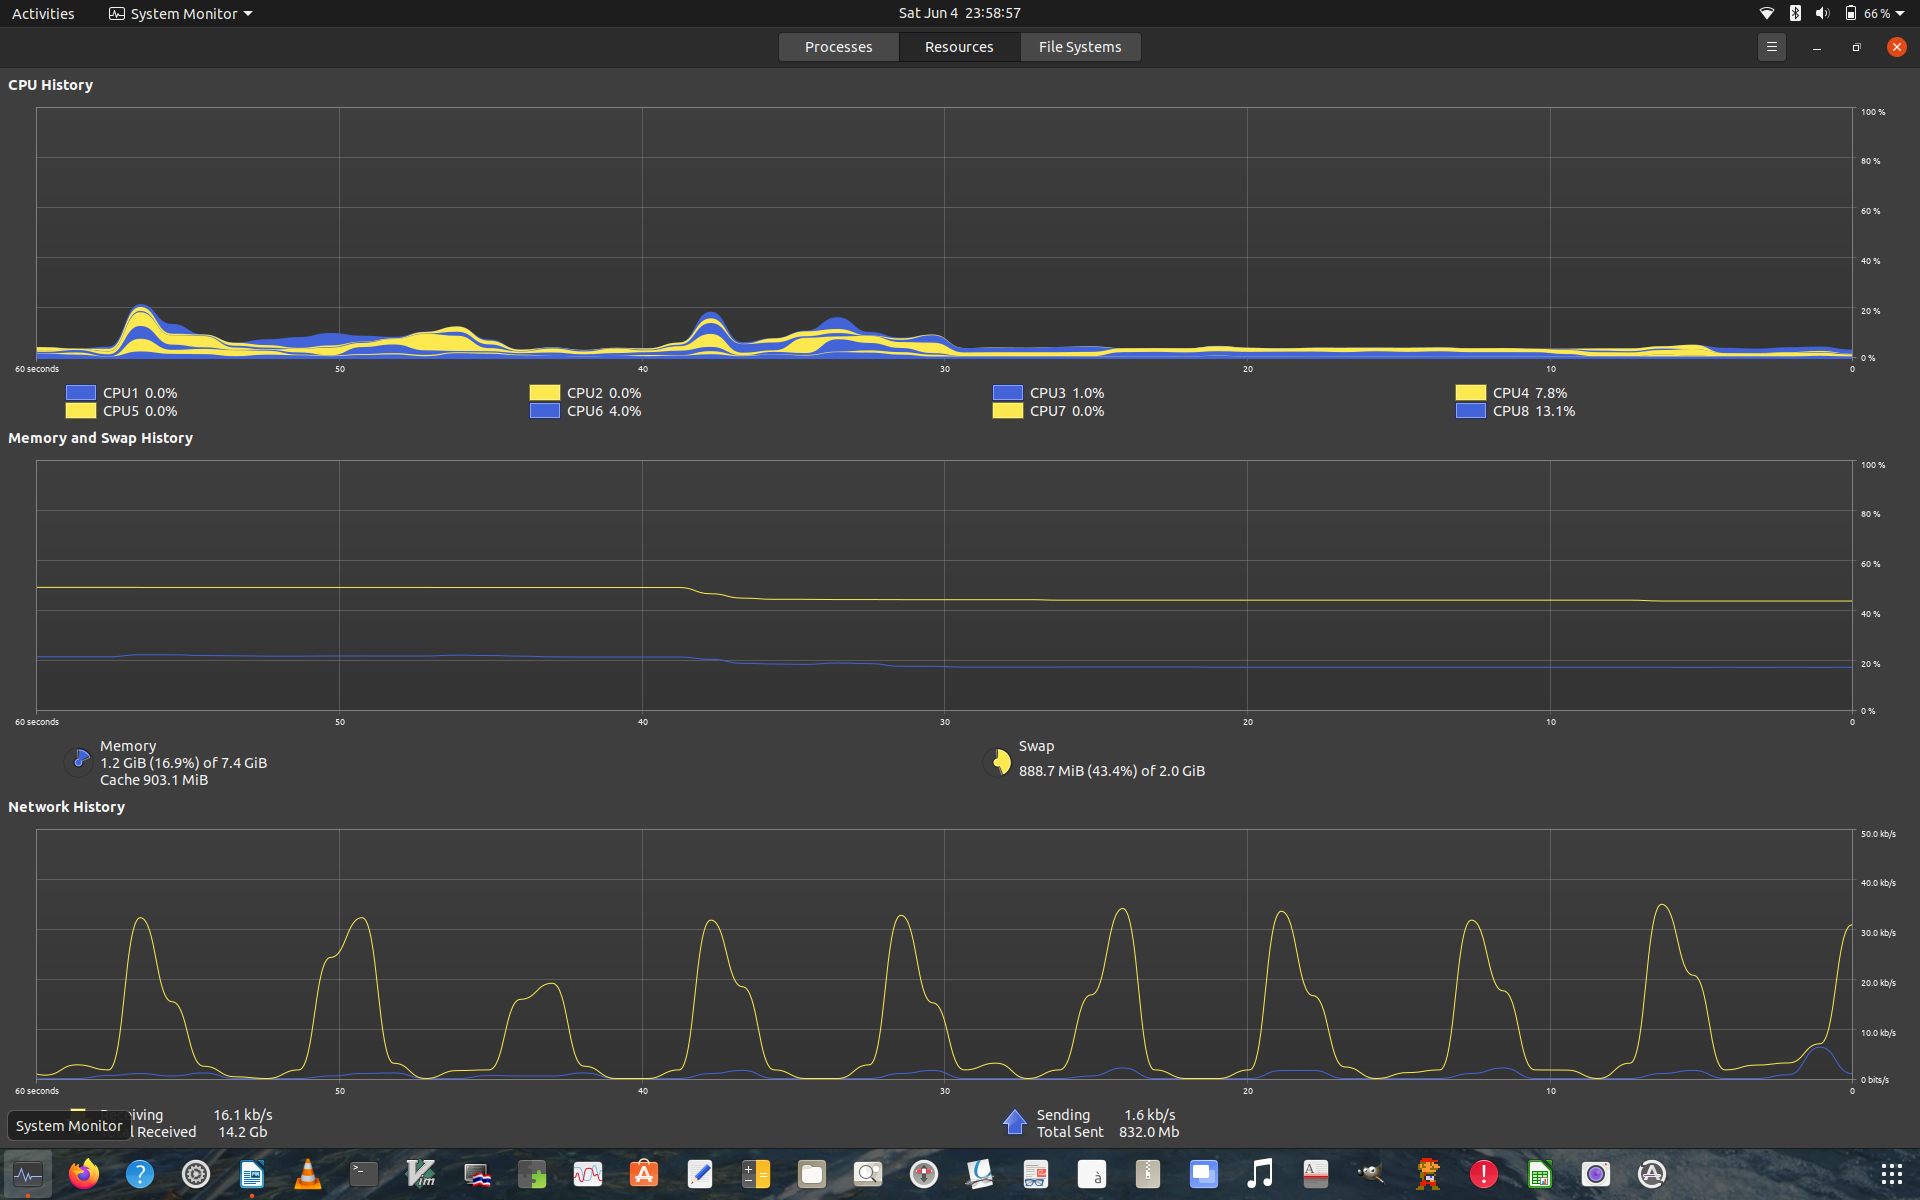 Activities System Monitor Sat Jun 4 23:58:57 66 %
Processes Resources File Systems
CPU History
100 %
80 %
60 %
40 %
20 %
0 %
60 seconds 50 40 30 20 10 0
CPU1 0.0% CPU2 0.0% CPU3 1.0% CPU4 7.8%
CPU5 0.0% CPU6 4.0% CPU7 0.0% CPU8 13.1%
Memory and Swap History
100 %
80 %
60 %
40 %
20 %
0 %
60 seconds 50 40 30 20 10 0
Memory
1.2 GiB (16.9%) of 7.4 GiB
Cache 903.1 MiB
Swap
888.7 MiB (43.4%) of 2.0 GiB
Network History
50.0 kb/s
40.0 kb/s
30.0 kb/s
20.0 kb/s
10.0 kb/s
0 bits/s
60 seconds 50 40 30 20 10 0
iving 16.1 kb/s Sending 1.6 kb/s
l Received 14.2 Gb Total Sent 832.0 Mb
System Monitor